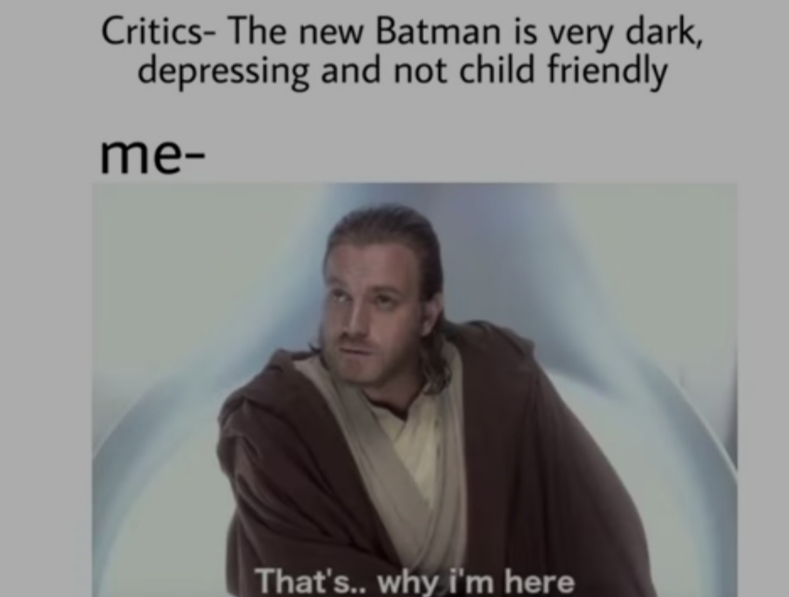 Critics- The new Batman is very dark,
depressing and not child friendly
me-
That's.. why i'm here